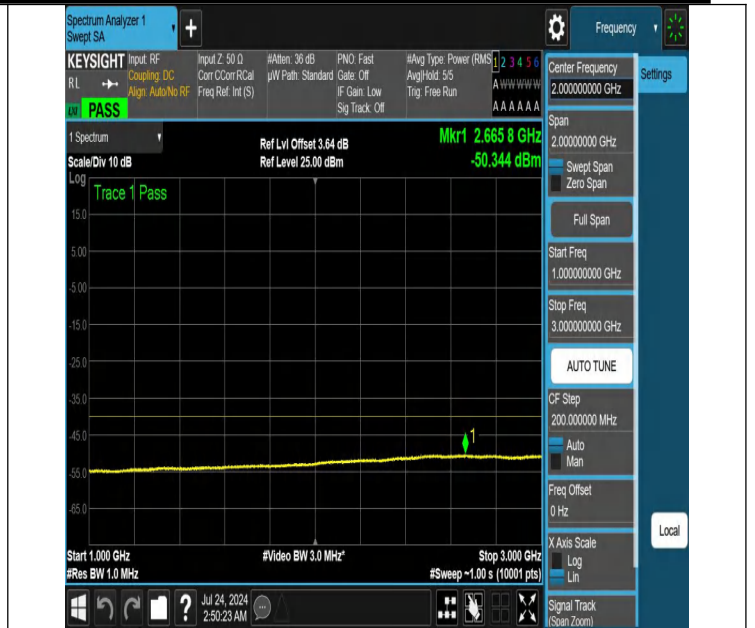 Spectrum Analyzer 1
Swept SA
+
Frequency
KEYSIGHT
RL
PASS
Input: RF
Coupling: DC
Align: Auto/No RF
Input Z: 50 Ω
Corr CCorr RCal
Freq Ref: Int (S)
#Atten: 36 dB
µW Path: Standard
PNO: Fast
Gate: Off
IF Gain: Low
Sig Track: Off
#Avg Type: Power (RMS
Avg|Hold: 5/5
Trig: Free Run
1 2 3 4 5 6
A W W W W W
A A A A A A
1 Spectrum
Scale/Div 10 dB
Ref Lvl Offset 3.64 dB
Ref Level 25.00 dBm
Mkr1 2.665 8 GHz
-50.344 dBm
Log
Trace 1 Pass
15.0
5.00
-5.00
-15.0
-25.0
-35.0
-45.0
-55.0
-65.0
1
Start 1.000 GHz
#Res BW 1.0 MHz
#Video BW 3.0 MHz*
Stop 3.000 GHz
#Sweep ~1.00 s (10001 pts)
Center Frequency
2.000000000 GHz
Span
2.00000000 GHz
Swept Span
Zero Span
Full Span
Start Freq
1.000000000 GHz
Stop Freq
3.000000000 GHz
AUTO TUNE
CF Step
200.000000 MHz
Auto
Man
Freq Offset
0 Hz
X Axis Scale
Log
Lin
Signal Track
(Span Zoom)
Settings
Local
?
Jul 24, 2024
2:50:23 AM